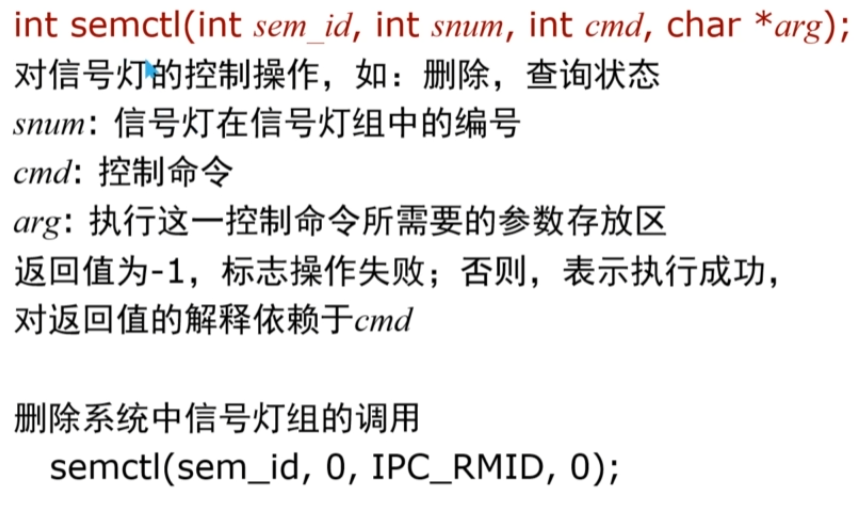 int semctl(int sem_id, int snum, int cmd, char *arg);
对信号灯的控制操作，如：删除，查询状态
snum: 信号灯在信号灯组中的编号
cmd: 控制命令
arg: 执行这一控制命令所需要的参数存放区
返回值为-1，标志操作失败；否则，表示执行成功，
对返回值的解释依赖于cmd
删除系统中信号灯组的调用
semctl(sem_id, 0, IPC_RMID, 0);